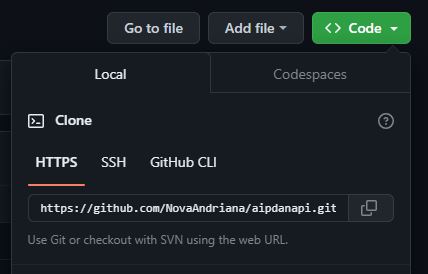 Go to file Add file <> Code
Local Codespaces
Clone
HTTPS SSH GitHub CLI
https://github.com/NovaAndriana/aipdanapi.git
Use Git or checkout with SVN using the web URL.